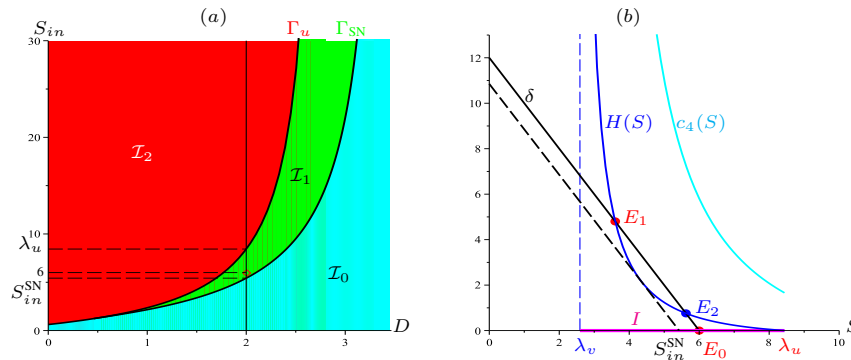 (a)
S_in Γ_u Γ_SN
30
20
10
λ_u
6
S_in^SN
0
I_2
I_1
I_0
0 1 2 3 D
(b)
12
10
8
6
4
2
0
δ
H(S) c_4(S)
E_1
E_2
I
0 2 λ_v 4 S_in^SN 6 E_0 8 λ_u S